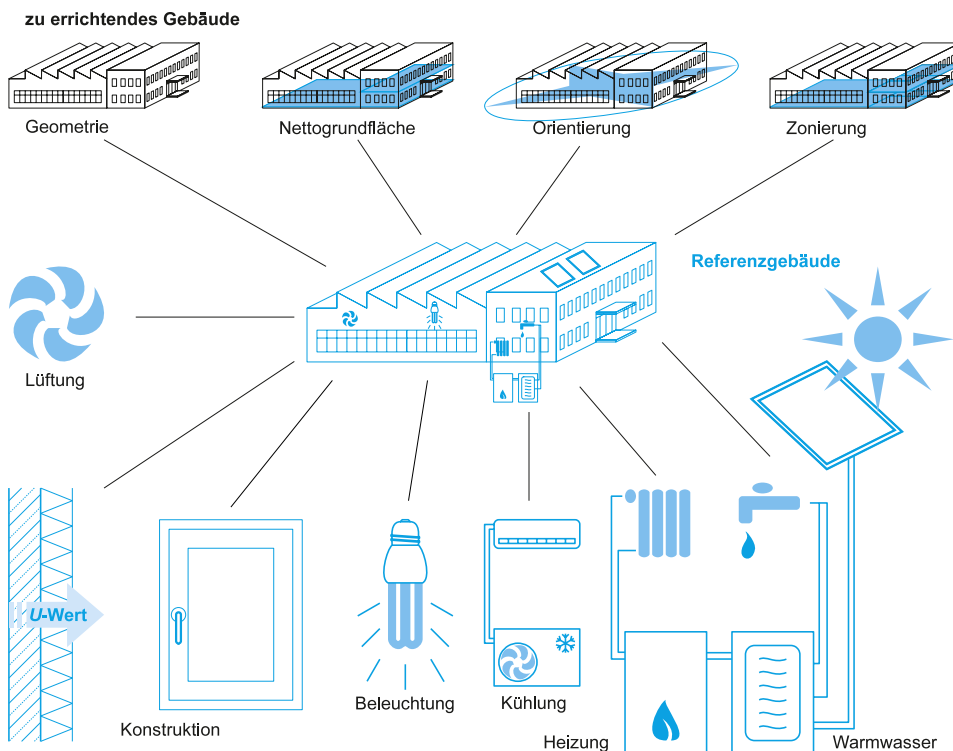 zu errichtendes Gebäude
Geometrie
Nettogrundfläche
Orientierung
Zonierung
Referenzgebäude
Lüftung
U-Wert
Konstruktion
Beleuchtung
Kühlung
Heizung
Warmwasser